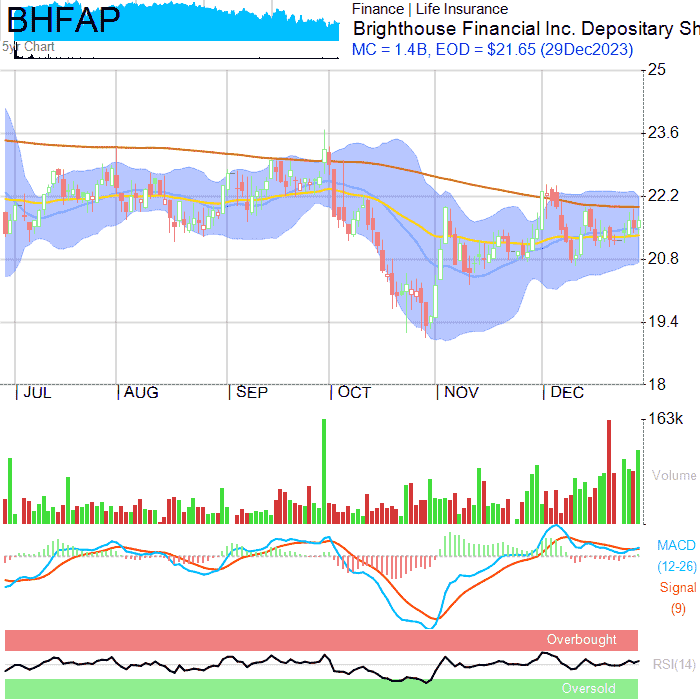 BHFAP
5yr Chart
Finance | Life Insurance
Brighthouse Financial Inc. Depositary Sh
MC = 1.4B, EOD = $21.65 (29Dec2023)
25
23.6
22.2
20.8
19.4
18
JUL AUG SEP OCT NOV DEC
163k
Volume
MACD
(12-26)
Signal
(9)
Overbought
RSI(14)
Oversold